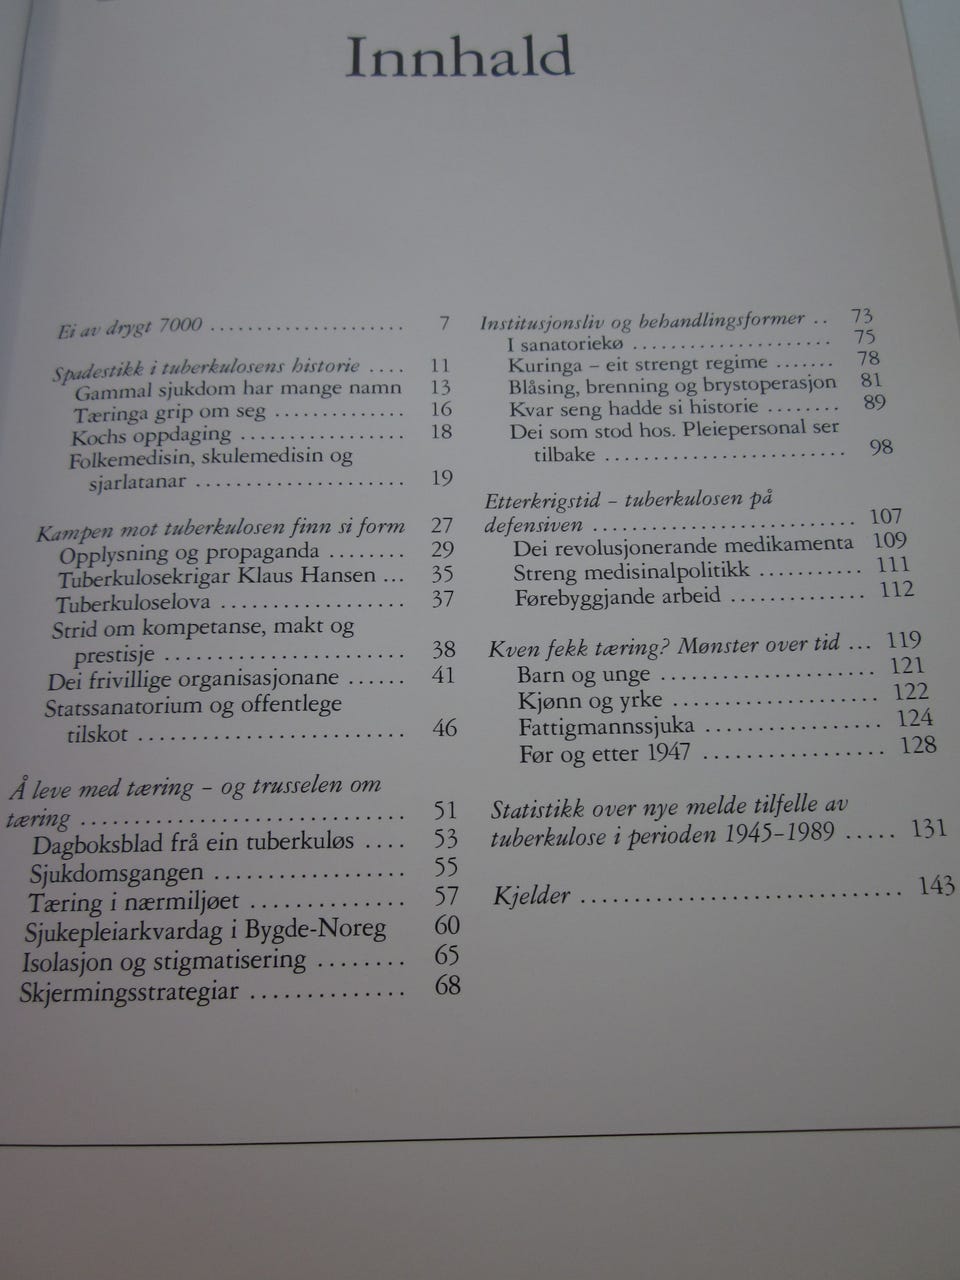 Innhald
Ei av drygt 7000 ..................... 7
Spadestikk i tuberkulosens historie .... 11
Gammal sjukdom har mange namn 13
Tæringa grip om seg .............. 16
Kochs oppdaging ................. 18
Folkemedisin, skulemedisin og
sjarlatanar ...................... 19
Kampen mot tuberkulosen finn si form 27
Opplysning og propaganda ........ 29
Tuberkulosekrigar Klaus Hansen ... 35
Tuberkuloselova .................. 37
Strid om kompetanse, makt og
prestisje ....................... 38
Dei frivillige organisasjonane ...... 41
Statssanatorium og offentlege
tilskot .......................... 46
Å leve med tæring – og trusselen om
tæring .............................. 51
Dagboksblad frå ein tuberkuløs .... 53
Sjukdomsgangen .................. 55
Tæring i nærmiljøet .............. 57
Sjukepleiarkvardag i Bygde-Noreg 60
Isolasjon og stigmatisering ........ 65
Skjermingsstrategiar .............. 68
Institusjonsliv og behandlingsformer .. 73
I sanatoriekø ..................... 75
Kuringa – eit strengt regime ....... 78
Blåsing, brenning og brystoperasjon 81
Kvar seng hadde si historie ........ 89
Dei som stod hos. Pleiepersonal ser
tilbake ......................... 98
Etterkrigstid – tuberkulosen på
defensiven ........................... 107
Dei revolusjonerande medikamenta 109
Streng medisinalpolitikk ........... 111
Førebyggjande arbeid .............. 112
Kven fekk tæring? Mønster over tid ... 119
Barn og unge ..................... 121
Kjønn og yrke .................... 122
Fattigmannssjuka ................. 124
Før og etter 1947 ................. 128
Statistikk over nye melde tilfelle av
tuberkulose i perioden 1945–1989 ..... 131
Kjelder .............................. 143